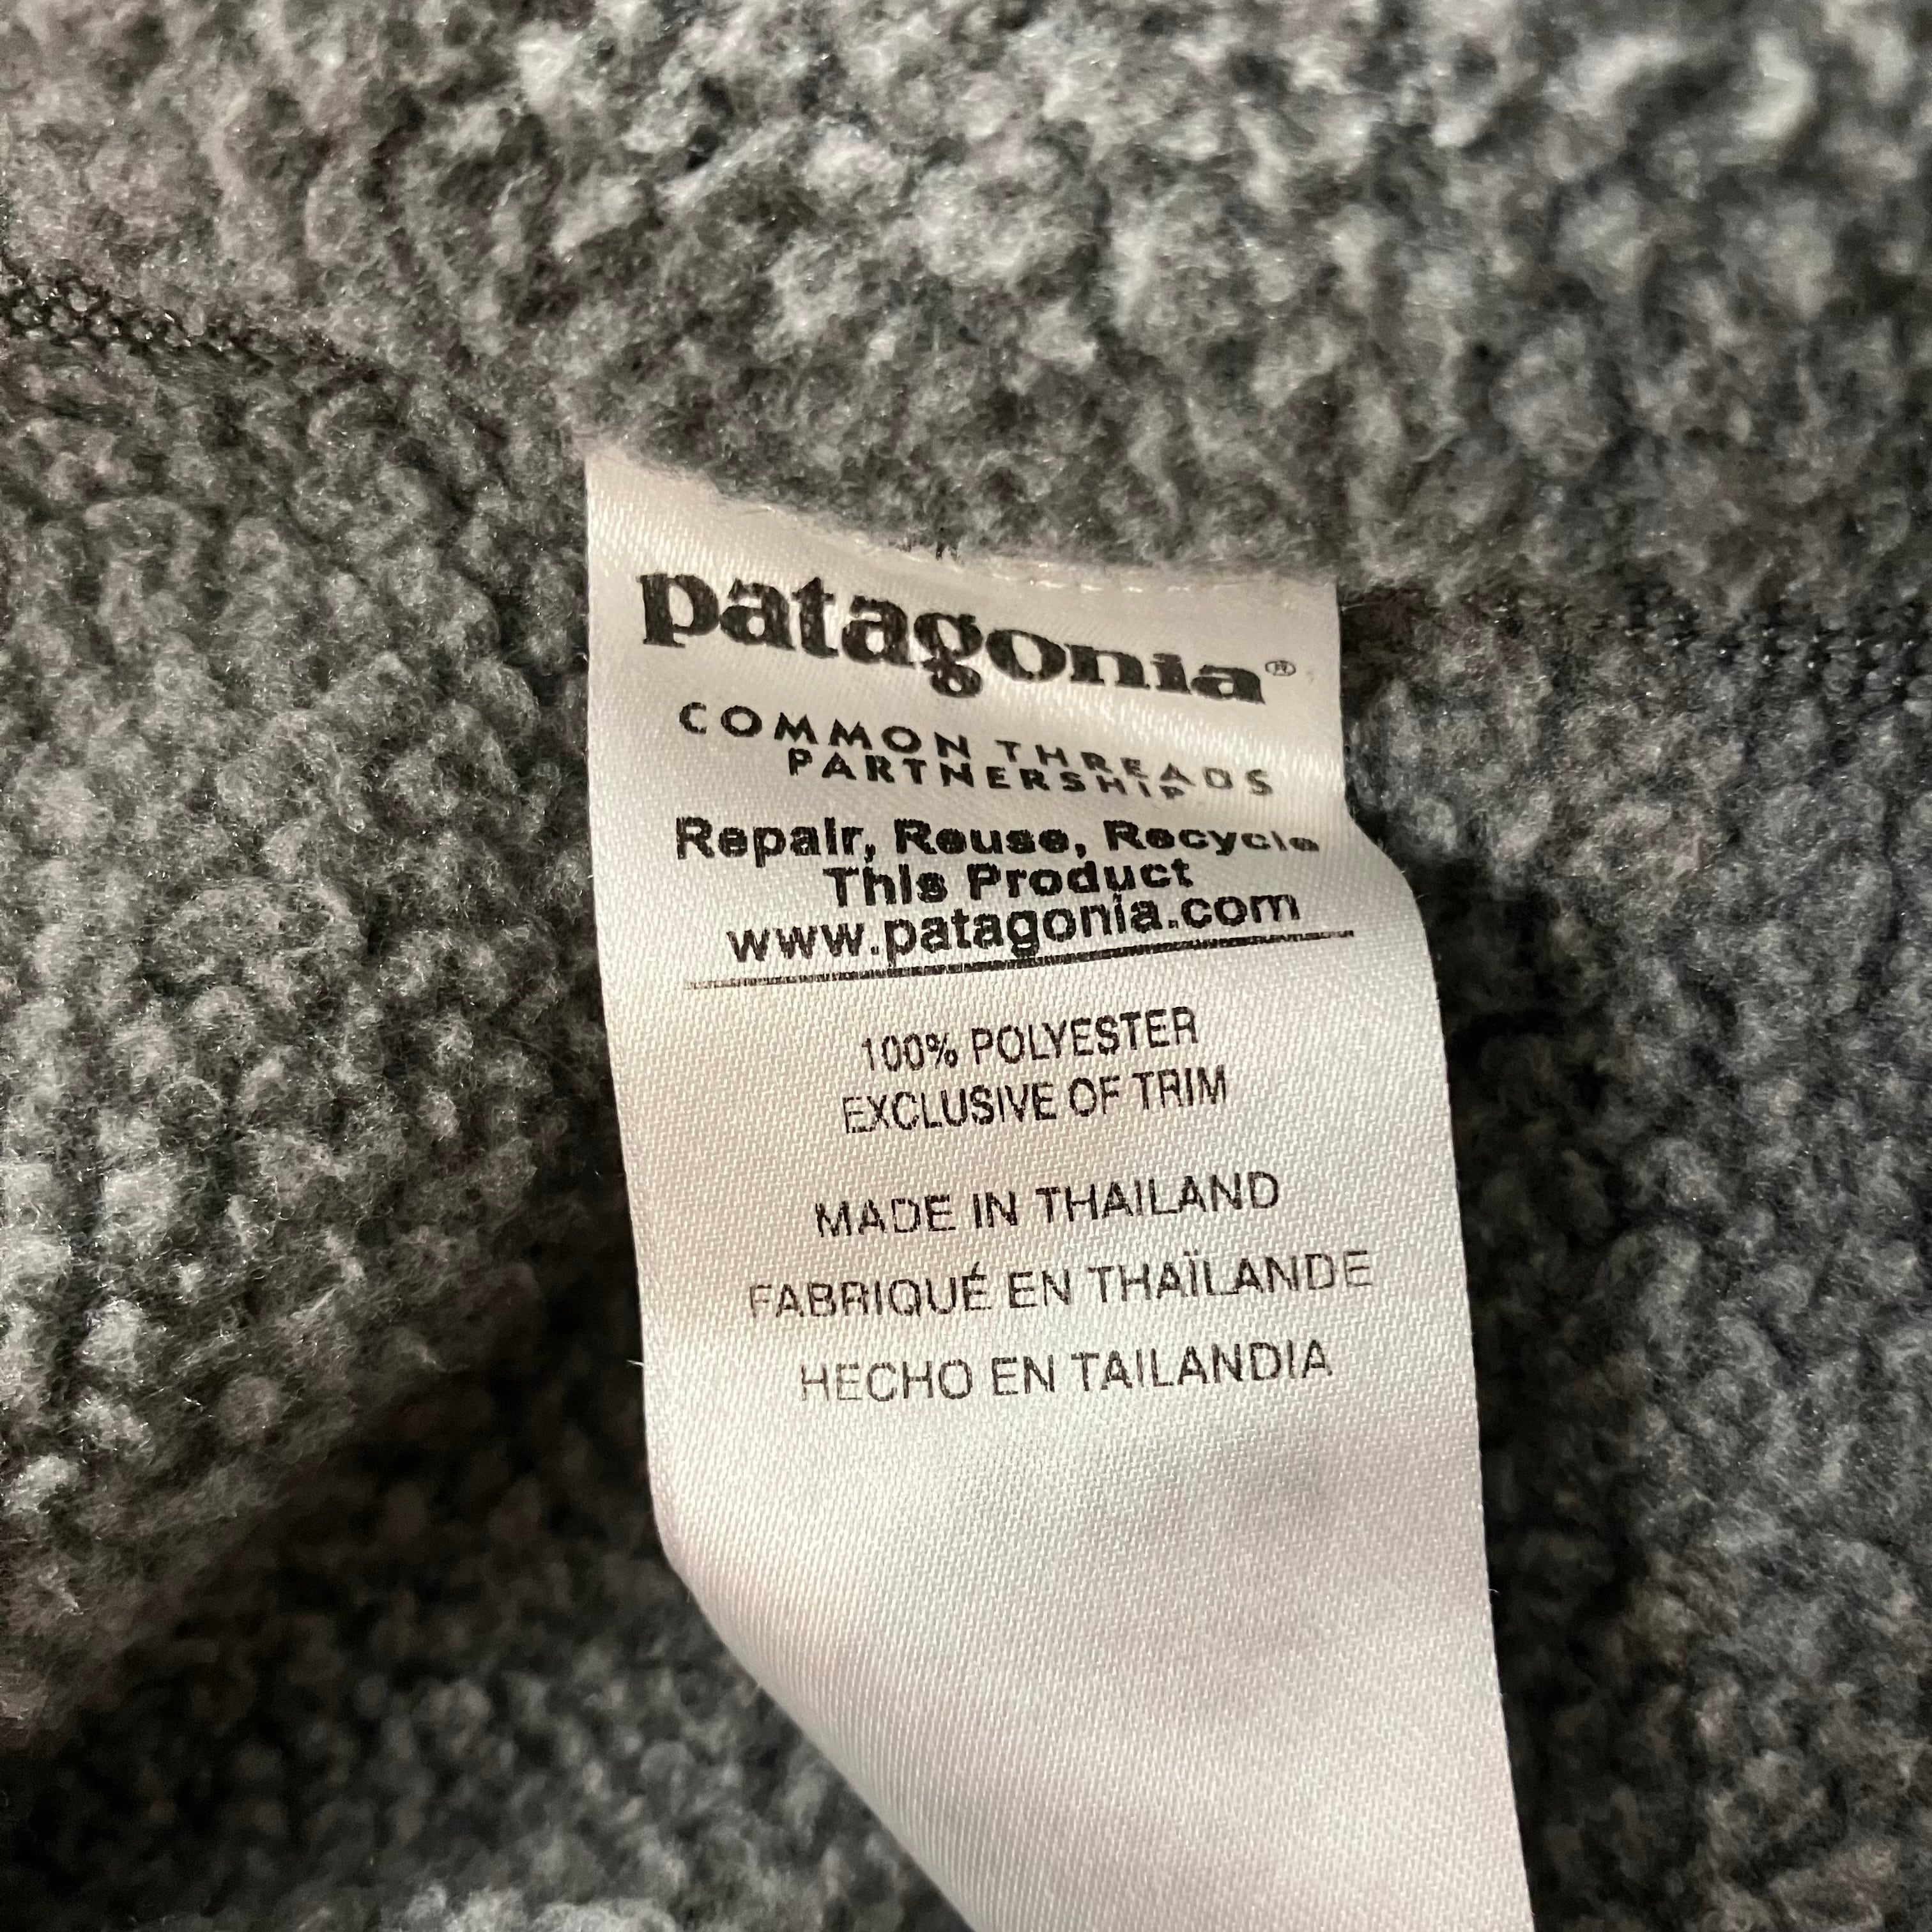 patagonia®
COMMON THREADS
PARTNERSHIP
Repair, Reuse, Recycle
This Product
www.patagonia.com
100% POLYESTER
EXCLUSIVE OF TRIM
MADE IN THAILAND
FABRIQUÉ EN THAÏLANDE
HECHO EN TAILANDIA